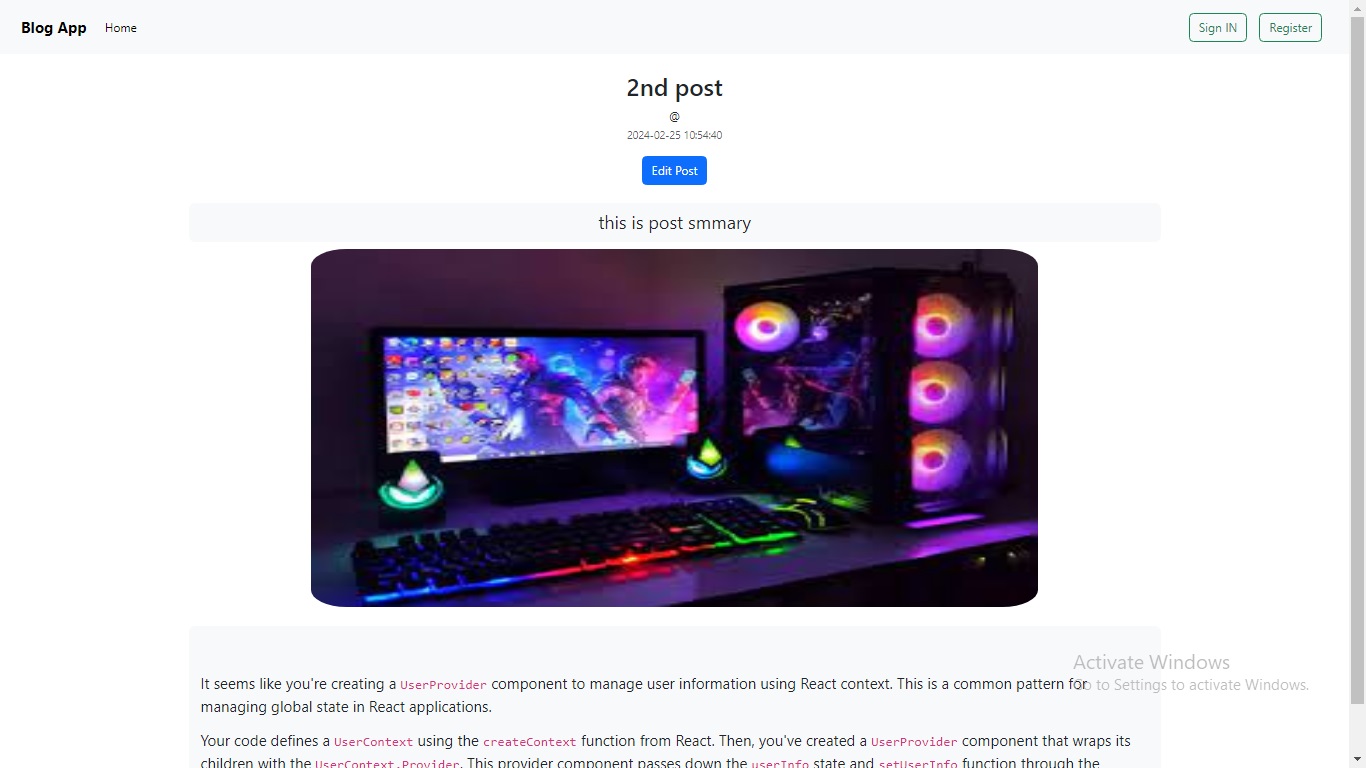 Blog App Home Sign IN Register
2nd post
@
2024-02-25 10:54:40
Edit Post
this is post smmary
Activate Windows
It seems like you're creating a UserProvider component to manage user information using React context. This is a common pattern for
Go to Settings to activate Windows.
managing global state in React applications.
Your code defines a UserContext using the createContext function from React. Then, you've created a UserProvider component that wraps its
children with the UserContext.Provider. This provider component passes down the userInfo state and setUserInfo function through the